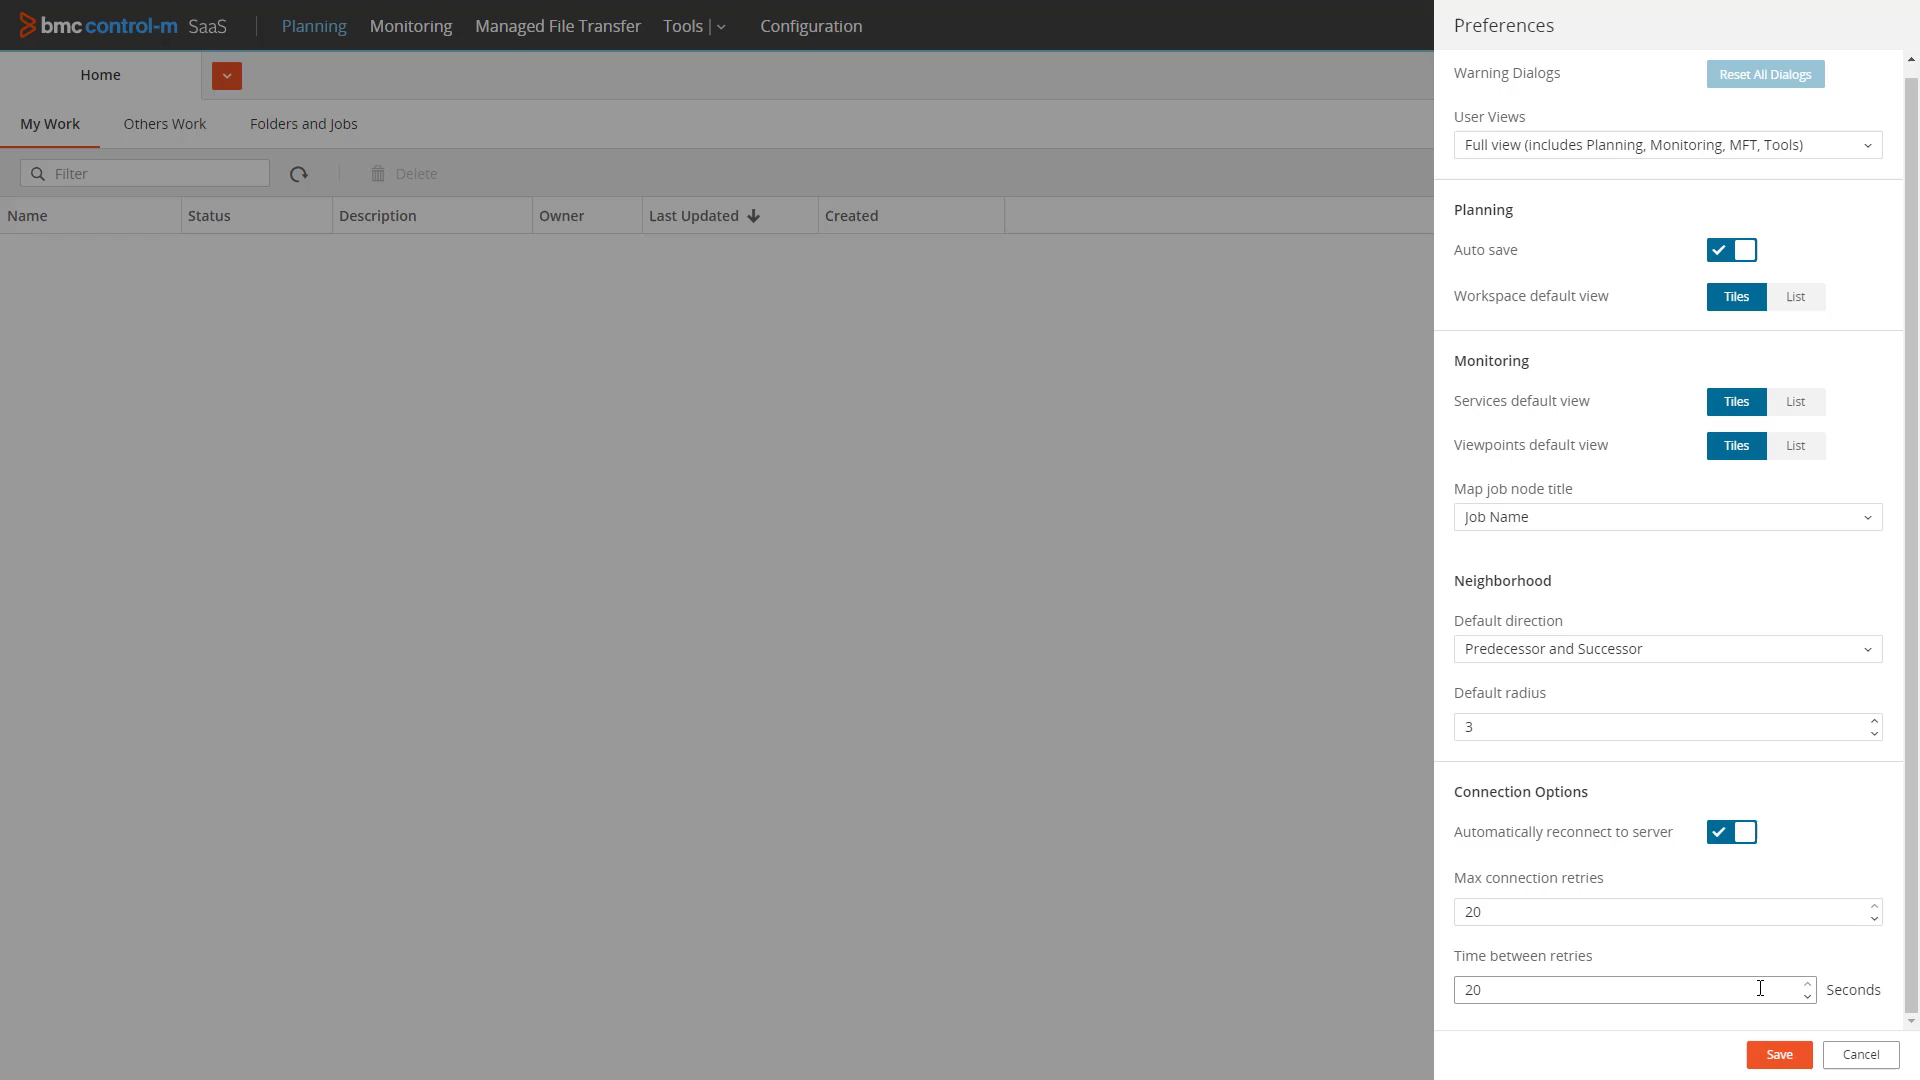 bmc control-m SaaS
Planning
Monitoring
Managed File Transfer
Tools
Configuration
Home
My Work
Others Work
Folders and Jobs
Filter
Delete
Name
Status
Description
Owner
Last Updated
Created
Preferences
Warning Dialogs
Reset All Dialogs
User Views
Full view (includes Planning, Monitoring, MFT, Tools)
Planning
Auto save
Workspace default view
Tiles
List
Monitoring
Services default view
Tiles
List
Viewpoints default view
Tiles
List
Map job node title
Job Name
Neighborhood
Default direction
Predecessor and Successor
Default radius
3
Connection Options
Automatically reconnect to server
Max connection retries
20
Time between retries
20
Seconds
Save
Cancel